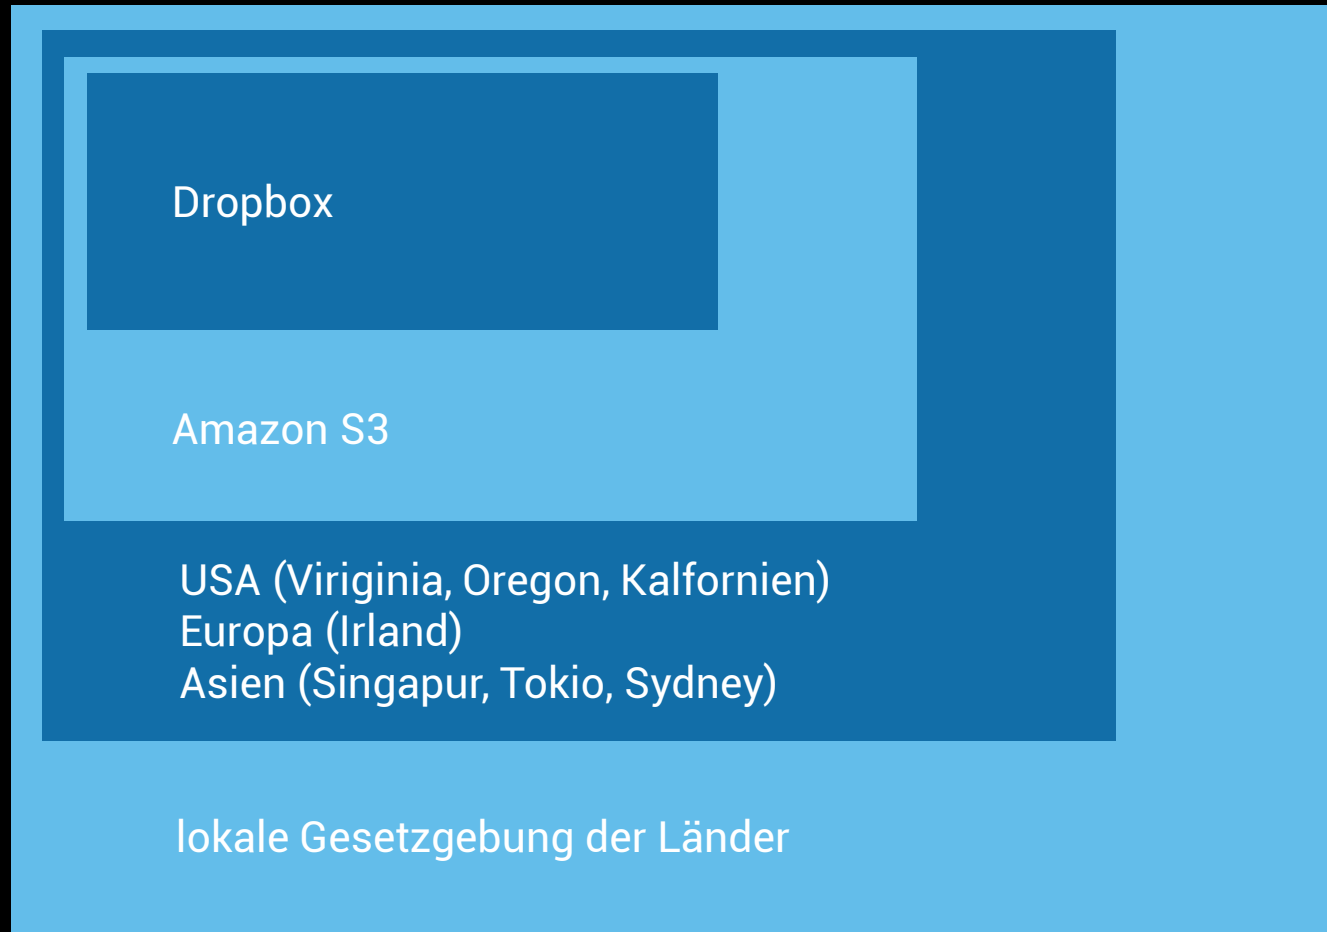 Dropbox
Amazon S3
USA (Viriginia, Oregon, Kalfornien)
Europa (Irland)
Asien (Singapur, Tokio, Sydney)
lokale Gesetzgebung der Länder